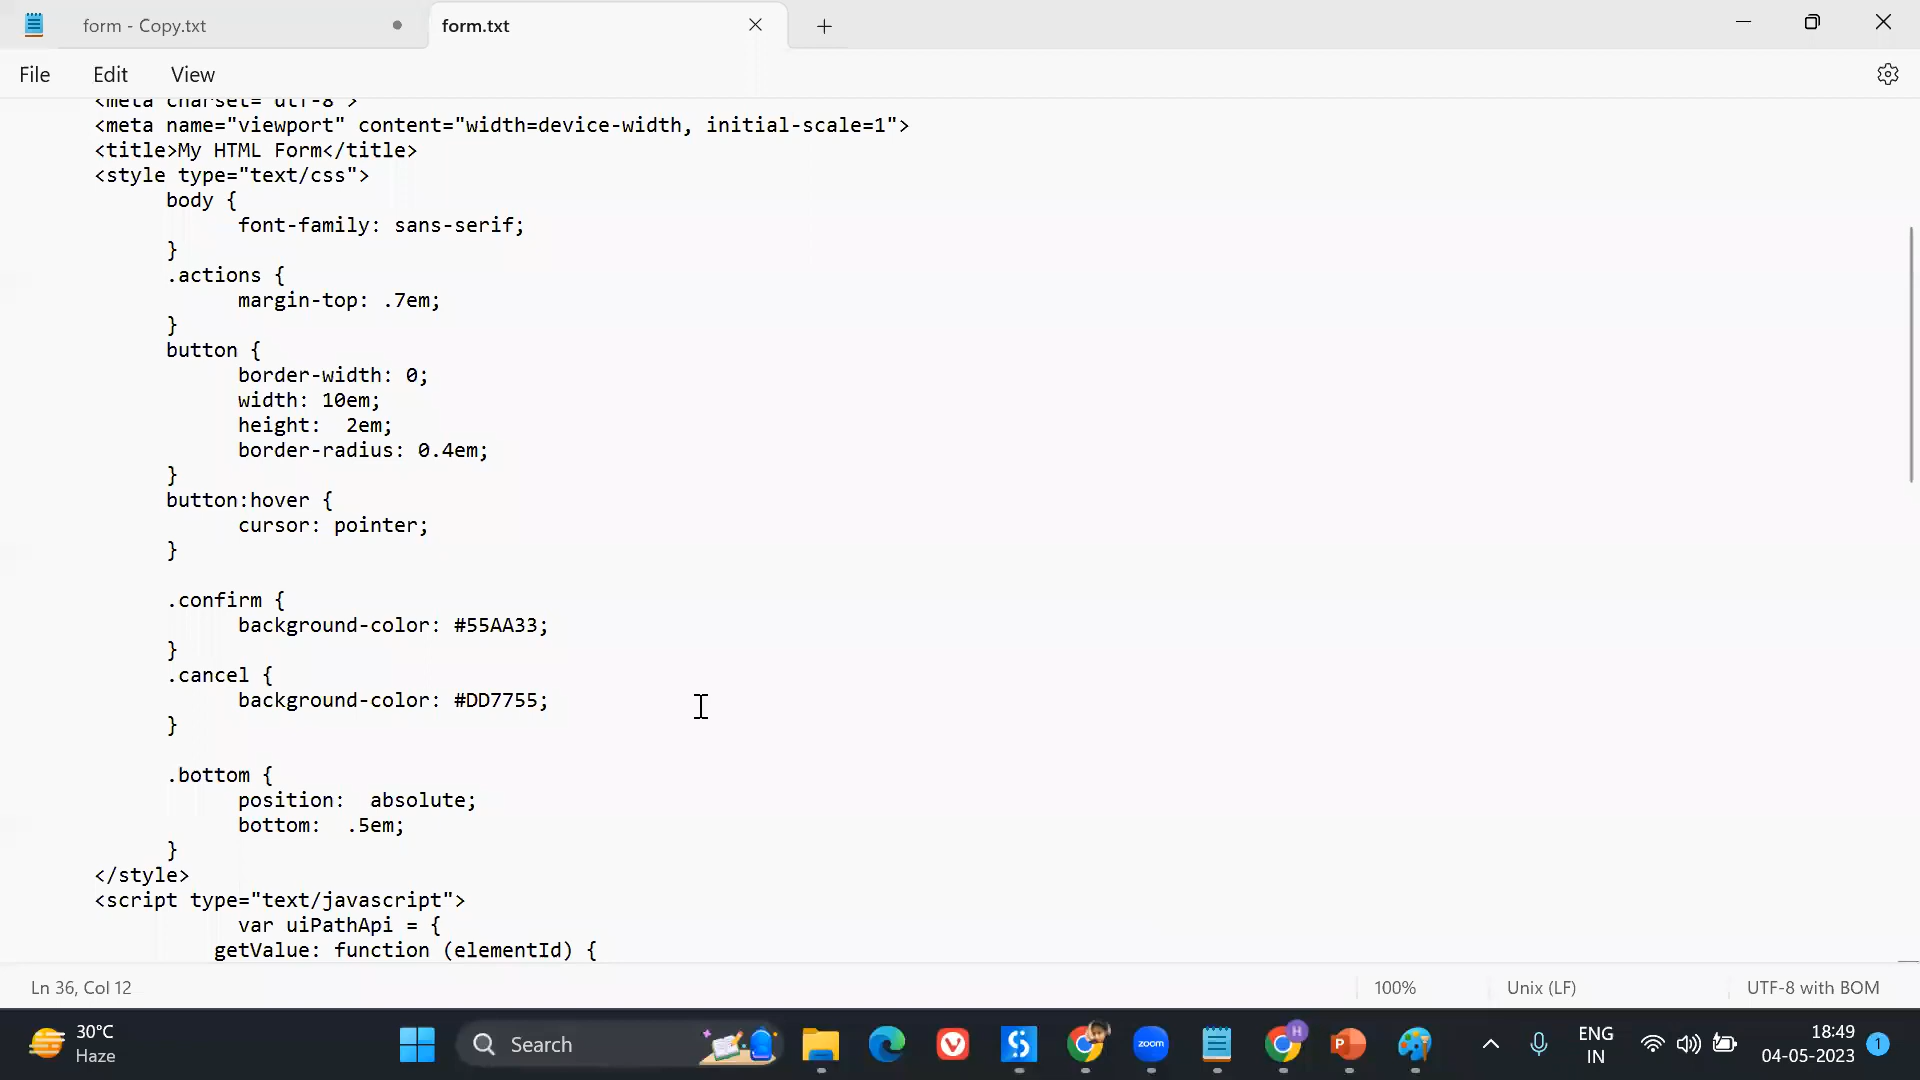 form - Copy.txt
form.txt
File Edit View
<meta charset="utf-8">
<meta name="viewport" content="width=device-width, initial-scale=1">
<title>My HTML Form</title>
<style type="text/css">
body {
font-family: sans-serif;
}
.actions {
margin-top: .7em;
}
button {
border-width: 0;
width: 10em;
height:  2em;
border-radius: 0.4em;
}
button:hover {
cursor: pointer;
}
.confirm {
background-color: #55AA33;
}
.cancel {
background-color: #DD7755;
}
.bottom {
position:  absolute;
bottom:  .5em;
}
</style>
<script type="text/javascript">
var uiPathApi = {
getValue: function (elementId) {
Ln 36, Col 12 100% Unix (LF) UTF-8 with BOM
30°C
Haze
Search
zoom
H
P
ENG
IN
18:49
04-05-2023
1